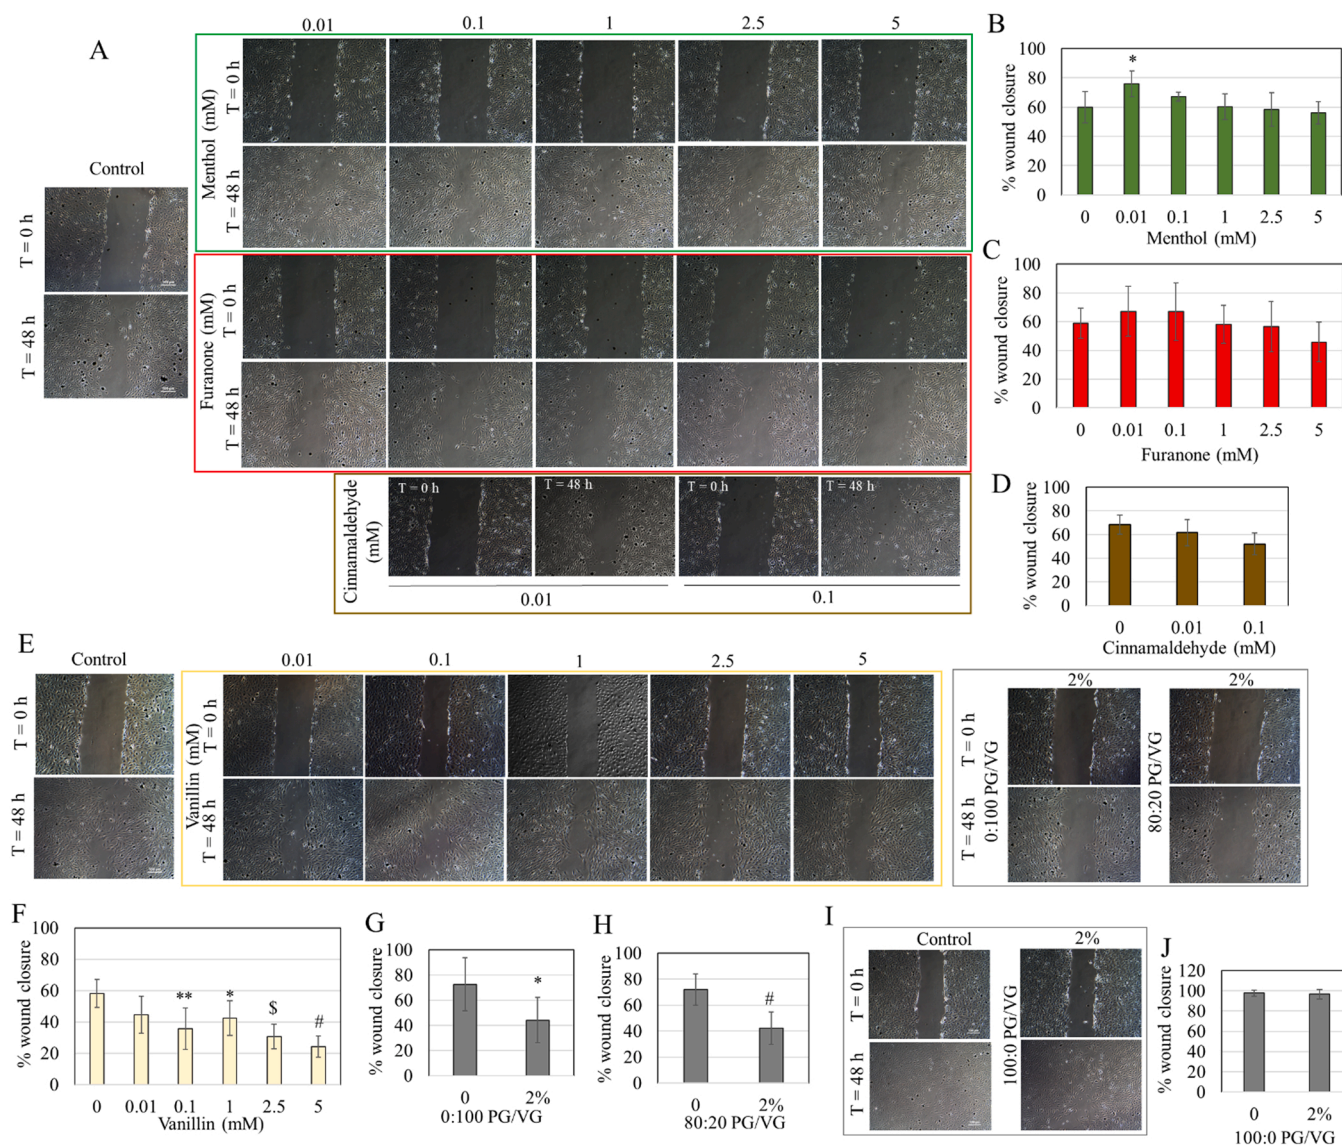 A
0.01 0.1 1 2.5 5
Control
T = 0 h
T = 48 h
Menthol (mM)
T = 0 h
T = 48 h
Furanone (mM)
T = 0 h
T = 48 h
Cinnamaldehyde
(mM)
T = 0 h T = 48 h T = 0 h T = 48 h
0.01 0.1
B
% wound closure
100
80
60
40
20
0
*
0 0.01 0.1 1 2.5 5
Menthol (mM)
C
% wound closure
100
80
60
40
20
0
0 0.01 0.1 1 2.5 5
Furanone (mM)
D
% wound closure
100
80
60
40
20
0
0 0.01 0.1
Cinnamaldehyde (mM)
E
Control
T = 0 h
T = 48 h
0.01 0.1 1 2.5 5
Vanillin (mM)
T = 0 h
T = 48 h
2% 2%
T = 0 h
T = 48 h
0:100 PG/VG
80:20 PG/VG
F
% wound closure
100
80
60
40
20
0
** * $ #
0 0.01 0.1 1 2.5 5
Vanillin (mM)
G
% wound closure
100
80
60
40
20
0
*
0 2%
0:100 PG/VG
H
% wound closure
100
80
60
40
20
0
#
0 2%
80:20 PG/VG
I
Control 2%
T = 0 h
T = 48 h
100:0 PG/VG
J
% wound closure
120
100
80
60
40
20
0
0 2%
100:0 PG/VG